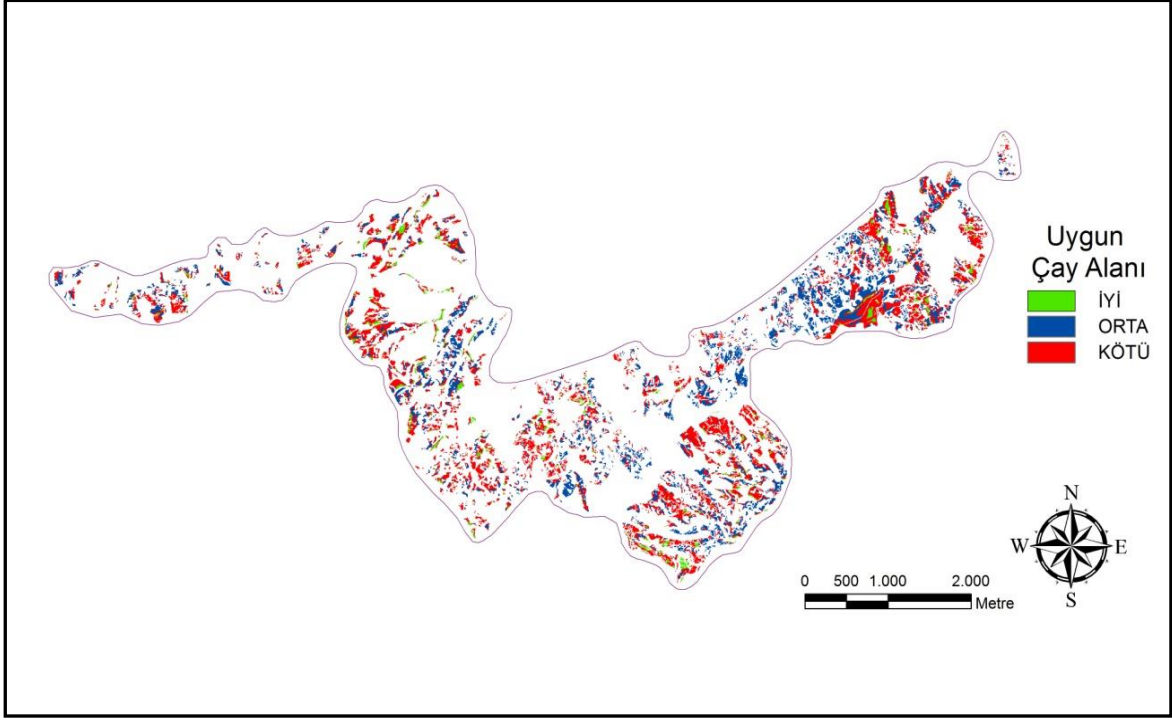 Uygun
Çay Alanı
İYİ
ORTA
KÖTÜ
N
W E
S
0 500 1.000 2.000
Metre